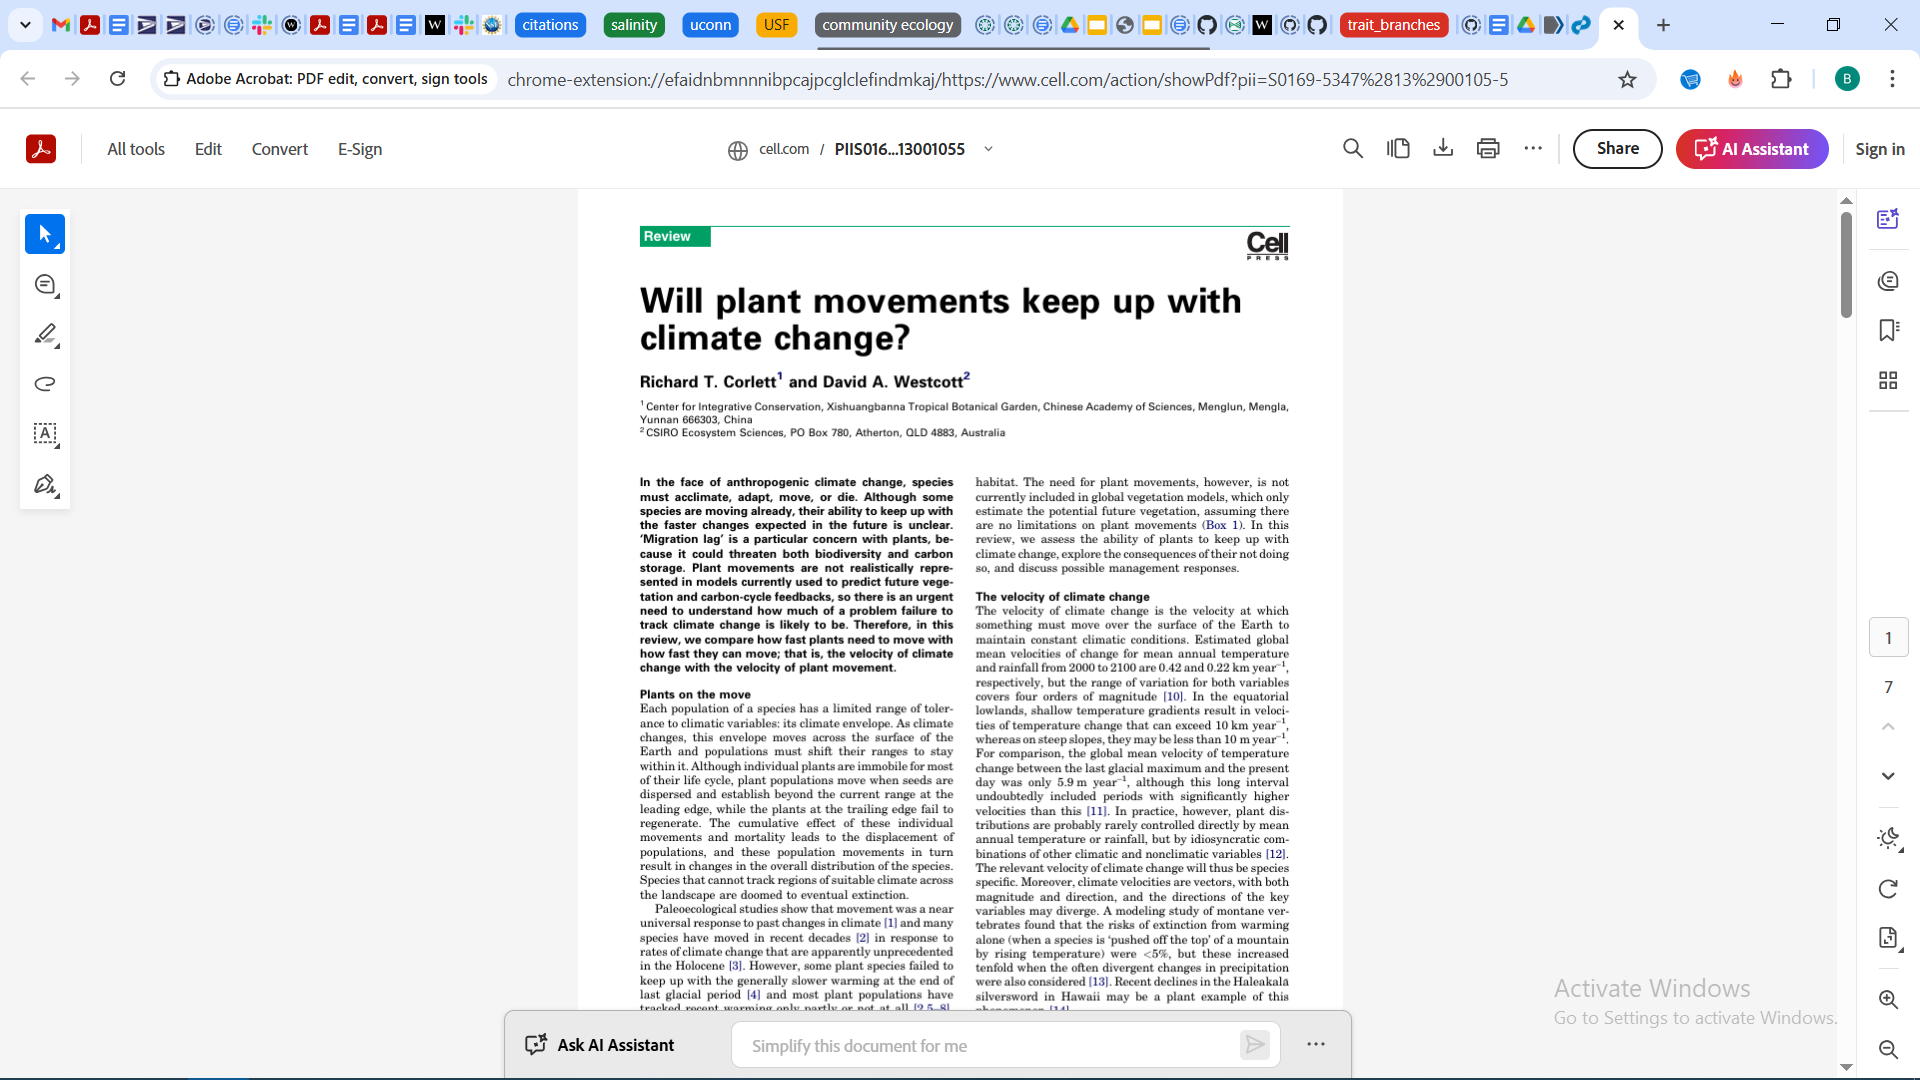 citations
salinity
uconn
USF
community ecology
trait_branches
Adobe Acrobat: PDF edit, convert, sign tools
chrome-extension://efaidnbmnnnibpcajpcglclefindmkaj/https://www.cell.com/action/showPdf?pii=S0169-5347%2813%2900105-5
B
All tools
Edit
Convert
E-Sign
cell.com / PIIS016...13001055
Share
AI Assistant
Sign in
Review
Cell
PRESS
Will plant movements keep up with
climate change?
Richard T. Corlett1 and David A. Westcott2
1 Center for Integrative Conservation, Xishuangbanna Tropical Botanical Garden, Chinese Academy of Sciences, Menglun, Mengla,
Yunnan 666303, China
2 CSIRO Ecosystem Sciences, PO Box 780, Atherton, QLD 4883, Australia
In the face of anthropogenic climate change, species
must acclimate, adapt, move, or die. Although some
species are moving already, their ability to keep up with
the faster changes expected in the future is unclear.
'Migration lag' is a particular concern with plants, be-
cause it could threaten both biodiversity and carbon
storage. Plant movements are not realistically repre-
sented in models currently used to predict future vege-
tation and carbon-cycle feedbacks, so there is an urgent
need to understand how much of a problem failure to
track climate change is likely to be. Therefore, in this
review, we compare how fast plants need to move with
how fast they can move; that is, the velocity of climate
change with the velocity of plant movement.
Plants on the move
Each population of a species has a limited range of toler-
ance to climatic variables: its climate envelope. As climate
changes, this envelope moves across the surface of the
Earth and populations must shift their ranges to stay
within it. Although individual plants are immobile for most
of their life cycle, plant populations move when seeds are
dispersed and establish beyond the current range at the
leading edge, while the plants at the trailing edge fail to
regenerate. The cumulative effect of these individual
movements and mortality leads to the displacement of
populations, and these population movements in turn
result in changes in the overall distribution of the species.
Species that cannot track regions of suitable climate across
the landscape are doomed to eventual extinction.
Paleoecological studies show that movement was a near
universal response to past changes in climate [1] and many
species have moved in recent decades [2] in response to
rates of climate change that are apparently unprecedented
in the Holocene [3]. However, some plant species failed to
keep up with the generally slower warming at the end of
last glacial period [4] and most plant populations have
tracked recent warming only partly or not at all [2,5–8]
habitat. The need for plant movements, however, is not
currently included in global vegetation models, which only
estimate the potential future vegetation, assuming there
are no limitations on plant movements (Box 1). In this
review, we assess the ability of plants to keep up with
climate change, explore the consequences of their not doing
so, and discuss possible management responses.
The velocity of climate change
The velocity of climate change is the velocity at which
something must move over the surface of the Earth to
maintain constant climatic conditions. Estimated global
mean velocities of change for mean annual temperature
and rainfall from 2000 to 2100 are 0.42 and 0.22 km year−1,
respectively, but the range of variation for both variables
covers four orders of magnitude [10]. In the equatorial
lowlands, shallow temperature gradients result in veloci-
ties of temperature change that can exceed 10 km year−1,
whereas on steep slopes, they may be less than 10 m year−1.
For comparison, the global mean velocity of temperature
change between the last glacial maximum and the present
day was only 5.9 m year−1, although this long interval
undoubtedly included periods with significantly higher
velocities than this [11]. In practice, however, plant dis-
tributions are probably rarely controlled directly by mean
annual temperature or rainfall, but by idiosyncratic com-
binations of other climatic and nonclimatic variables [12].
The relevant velocity of climate change will thus be species
specific. Moreover, climate velocities are vectors, with both
magnitude and direction, and the directions of the key
variables may diverge. A modeling study of montane ver-
tebrates found that the risks of extinction from warming
alone (when a species is 'pushed off the top' of a mountain
by rising temperature) were <5%, but these increased
tenfold when the often divergent changes in precipitation
were also considered [13]. Recent declines in the Haleakala
silversword in Hawaii may be a plant example of this
phenomenon [14]
1
7
Activate Windows
Go to Settings to activate Windows.
Ask AI Assistant
Simplify this document for me